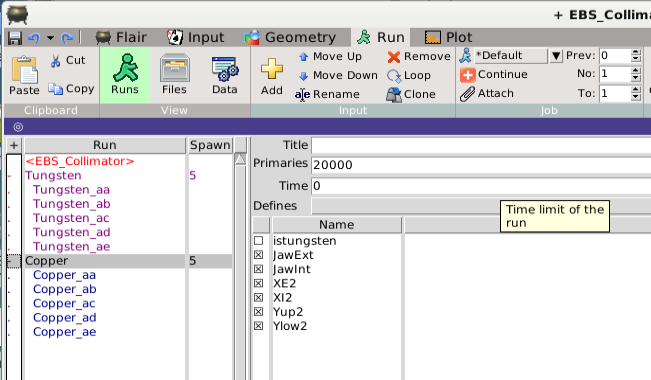 + EBS_Collima
Flair Input Geometry Run Plot
Paste Cut Copy Runs Files Data Add Move Up Move Down Rename Remove Loop Clone *Default Prev: 0
Continue No: 1
Attach To: 1
Clipboard View Input Job
+ Run Spawn
<EBS_Collimator>
- Tungsten 5
. Tungsten_aa
. Tungsten_ab
. Tungsten_ac
. Tungsten_ad
. Tungsten_ae
- Copper 5
. Copper_aa
. Copper_ab
. Copper_ac
. Copper_ad
. Copper_ae
Title
Primaries 20000
Time 0
Defines
Time limit of the
run
Name
istungsten
JawExt
JawInt
XE2
XI2
Yup2
Ylow2